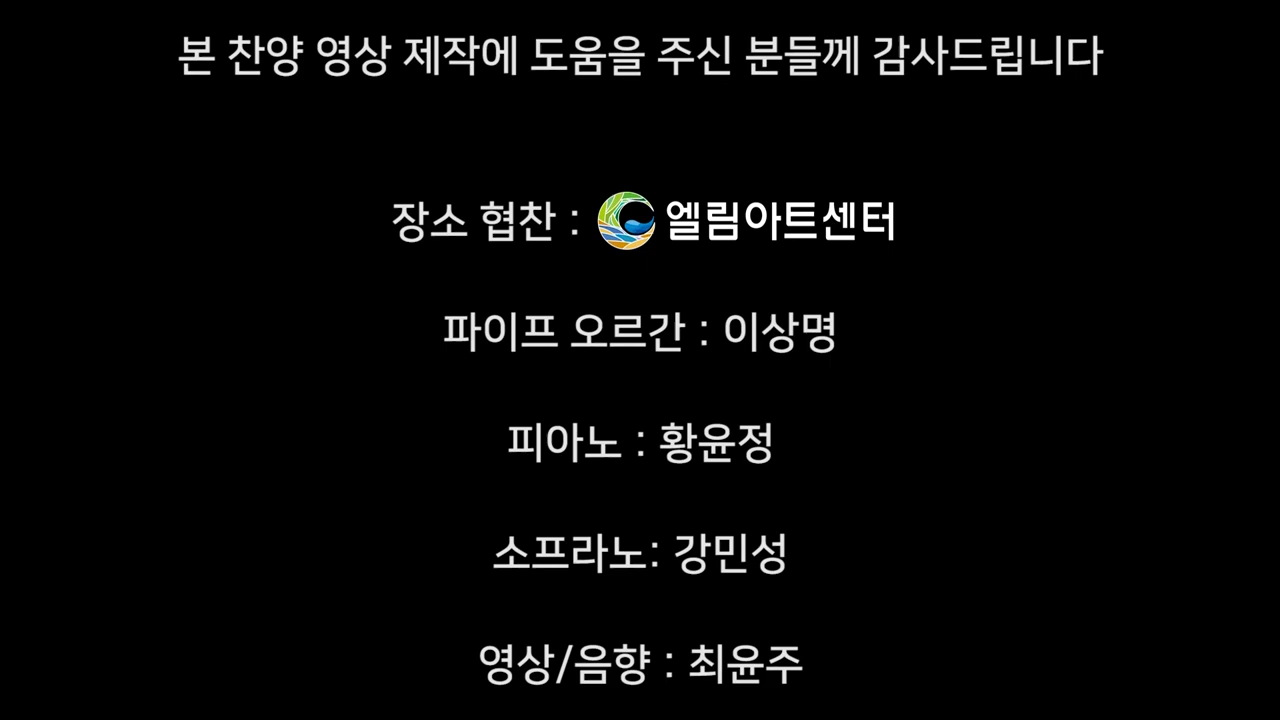 본 찬양 영상 제작에 도움을 주신 분들께 감사드립니다
장소 협찬 : 엘림아트센터
파이프 오르간 : 이상명
피아노 : 황윤정
소프라노: 강민성
영상/음향 : 최윤주